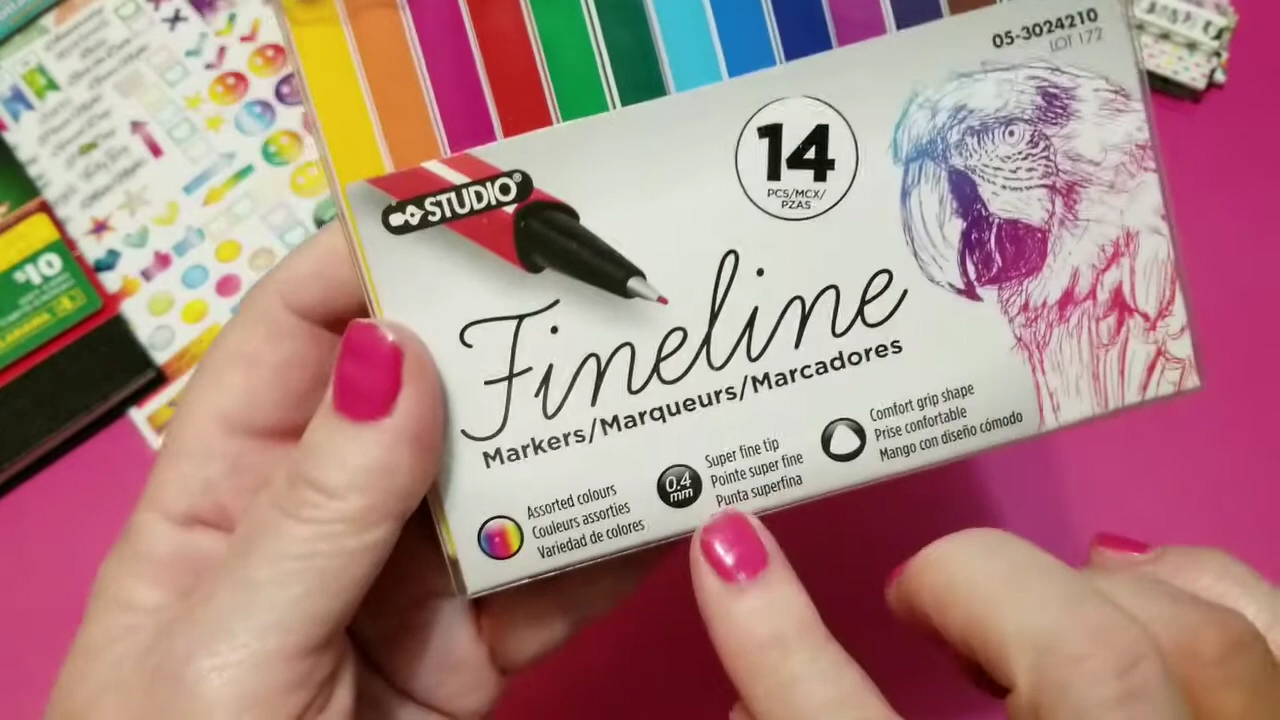 05-3024210
LOT 172
14
PCS/MCX/
PZAS
STUDIO®
Fineline
Markers/Marqueurs/Marcadores
Assorted colours
Couleurs assorties
Variedad de colores
0.4
mm
Super fine tip
Pointe super fine
Punta superfina
Comfort grip shape
Prise confortable
Mango con diseño cómodo
$10